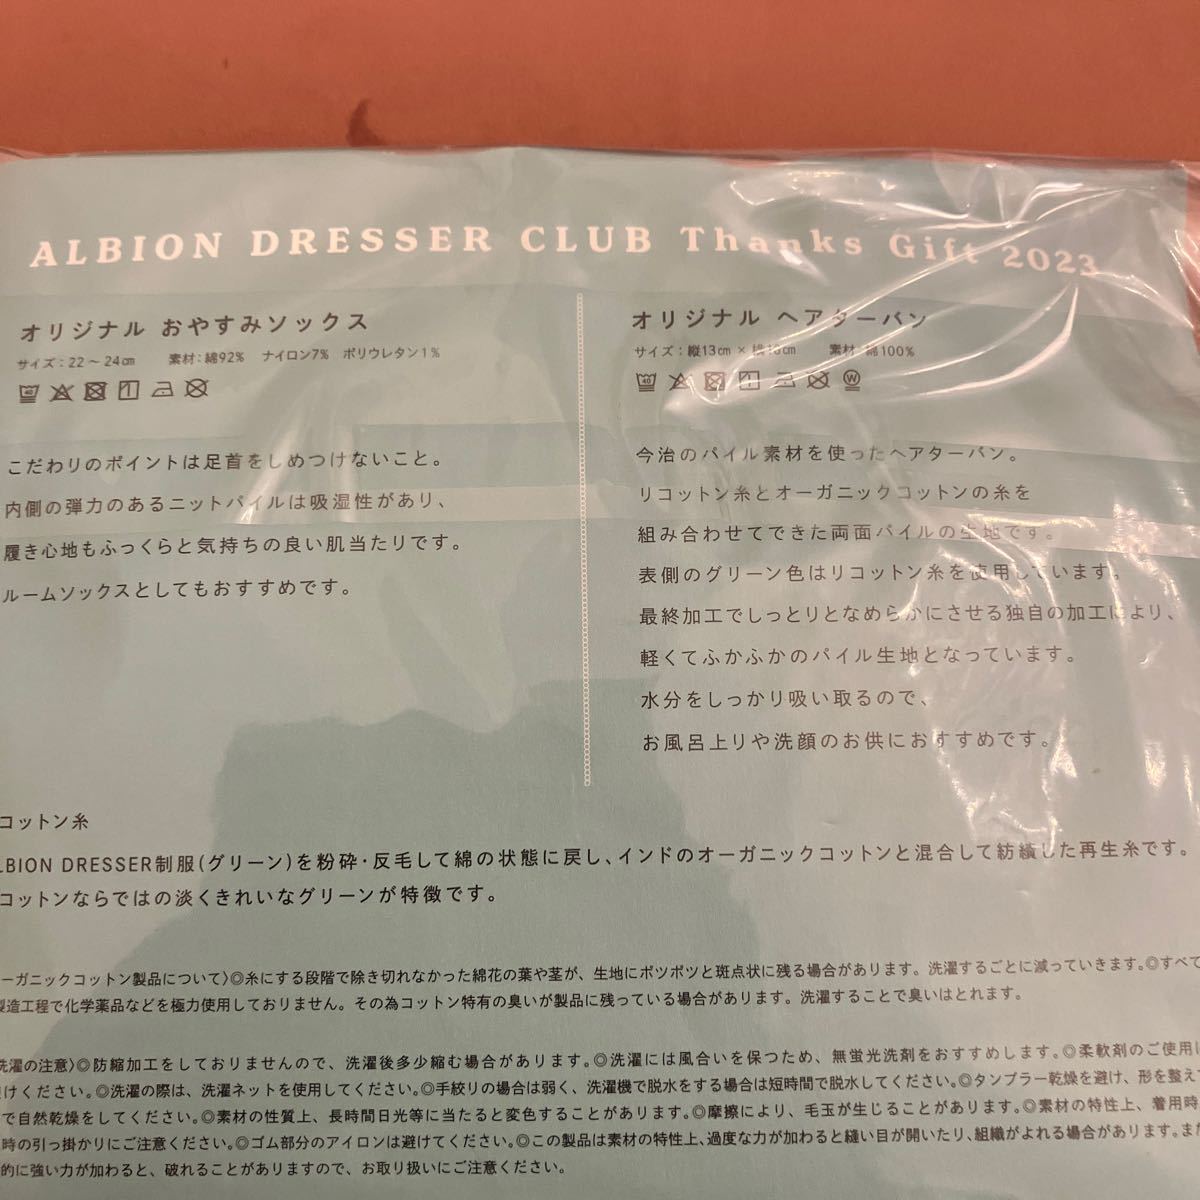 ALBION DRESSER CLUB Thanks Gift 2023
オリジナル おやすみソックス
サイズ：22〜24㎝　素材：綿92%　ナイロン7%　ポリウレタン1%
こだわりのポイントは足首をしめつけないこと。
内側の弾力のあるニットパイルは吸湿性があり、
履き心地もふっくらと気持ちの良い肌当たりです。
ルームソックスとしてもおすすめです。
オリジナル ヘアターバン
サイズ：縦13㎝×横　㎝　素材：綿100%
今治のパイル素材を使ったヘアターバン。
リコットン糸とオーガニックコットンの糸を
組み合わせてできた両面パイルの生地です。
表側のグリーン色はリコットン糸を使用しています。
最終加工でしっとりとなめらかにさせる独自の加工により、
軽くてふかふかのパイル生地となっています。
水分をしっかり吸い取るので、
お風呂上りや洗顔のお供におすすめです。
コットン糸
LBION DRESSER制服(グリーン)を粉砕・反毛して綿の状態に戻し、インドのオーガニックコットンと混合して紡績した再生糸です。
コットンならではの淡くきれいなグリーンが特徴です。
ーガニックコットン製品について〉◎糸にする段階で除き切れなかった綿花の葉や茎が、生地にポツポツと斑点状に残る場合があります。洗濯するごとに減っていきます。◎すべて
製造工程で化学薬品などを極力使用しておりません。その為コットン特有の臭いが製品に残っている場合があります。洗濯することで臭いはとれます。
洗濯の注意〉◎防縮加工をしておりませんので、洗濯後多少縮む場合があります。◎洗濯には風合いを保つため、無蛍光洗剤をおすすめします。◎柔軟剤のご使用は
けください。◎洗濯の際は、洗濯ネットを使用してください。◎手絞りの場合は弱く、洗濯機で脱水をする場合は短時間で脱水してください。◎タンブラー乾燥を避け、形を整えて
で自然乾燥をしてください。◎素材の性質上、長時間日光等に当たると変色することがあります。◎摩擦により、毛玉が生じることがあります。◎素材の特性上、着用時
時の引っ掛かりにご注意ください。◎ゴム部分のアイロンは避けてください。◎この製品は素材の特性上、過度な力が加わると縫い目が開いたり、組織がよれる場合があります。また
的に強い力が加わると、破れることがありますので、お取り扱いにご注意ください。